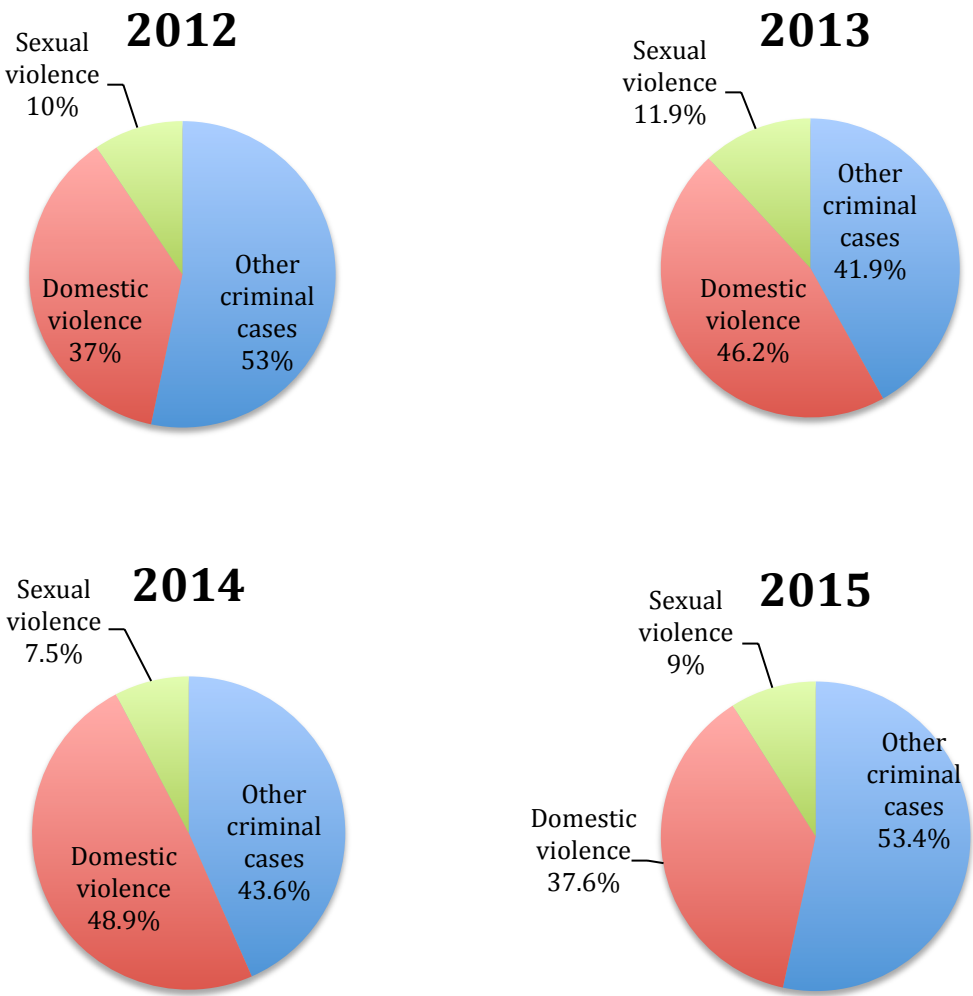 2012
Sexual
violence
10%
Other
criminal
cases
53%
Domestic
violence
37%
2013
Sexual
violence
11.9%
Other
criminal
cases
41.9%
Domestic
violence
46.2%
2014
Sexual
violence
7.5%
Other
criminal
cases
43.6%
Domestic
violence
48.9%
2015
Sexual
violence
9%
Other
criminal
cases
53.4%
Domestic
violence
37.6%